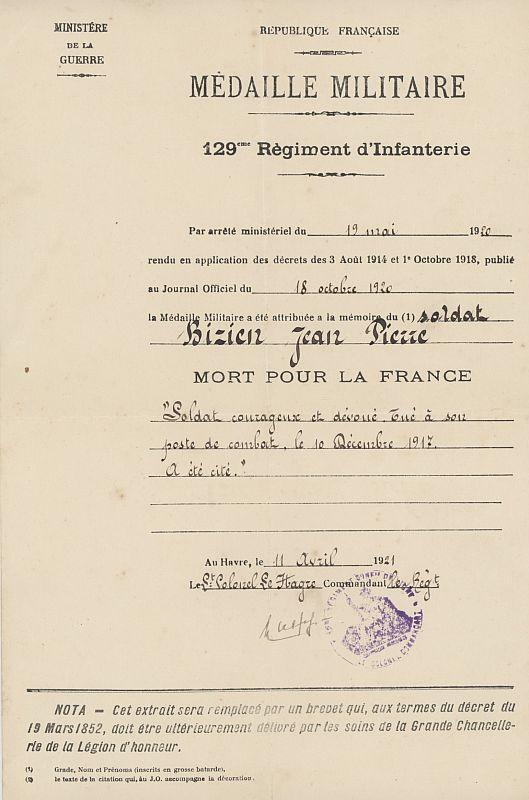 MINISTÈRE
DE LA
GUERRE
RÉPUBLIQUE FRANÇAISE
MÉDAILLE MILITAIRE
129eme Règiment d'Infanterie
Par arrêté ministériel du 19 mai 1920
rendu en application des décrets des 3 Août 1914 et 1er Octobre 1918, publié
au Journal Officiel du 18 octobre 1920
la Médaille Militaire a été attribuée a la mémoire du (1) soldat
Bizien Jean Pierre
MORT POUR LA FRANCE
"Soldat courageux et dévoué. Tué à son
poste de combat, le 10 Décembre 1917.
A été cité."
Au Havre, le 11 Avril 1921
Le Lt Colonel Le Hagre Commandant le Régt
NOTA — Cet extrait sera remplacé par un brevet qui, aux termes du décret du
19 Mars 1852, doit être ultérieurement délivré par les soins de la Grande Chancelle-
rie de la Légion d'honneur.
(1) Grade, Nom et Prénoms (inscrits en grosse batarde),
(2) le texte de la citation qui, au J.O. accompagne la décoration.